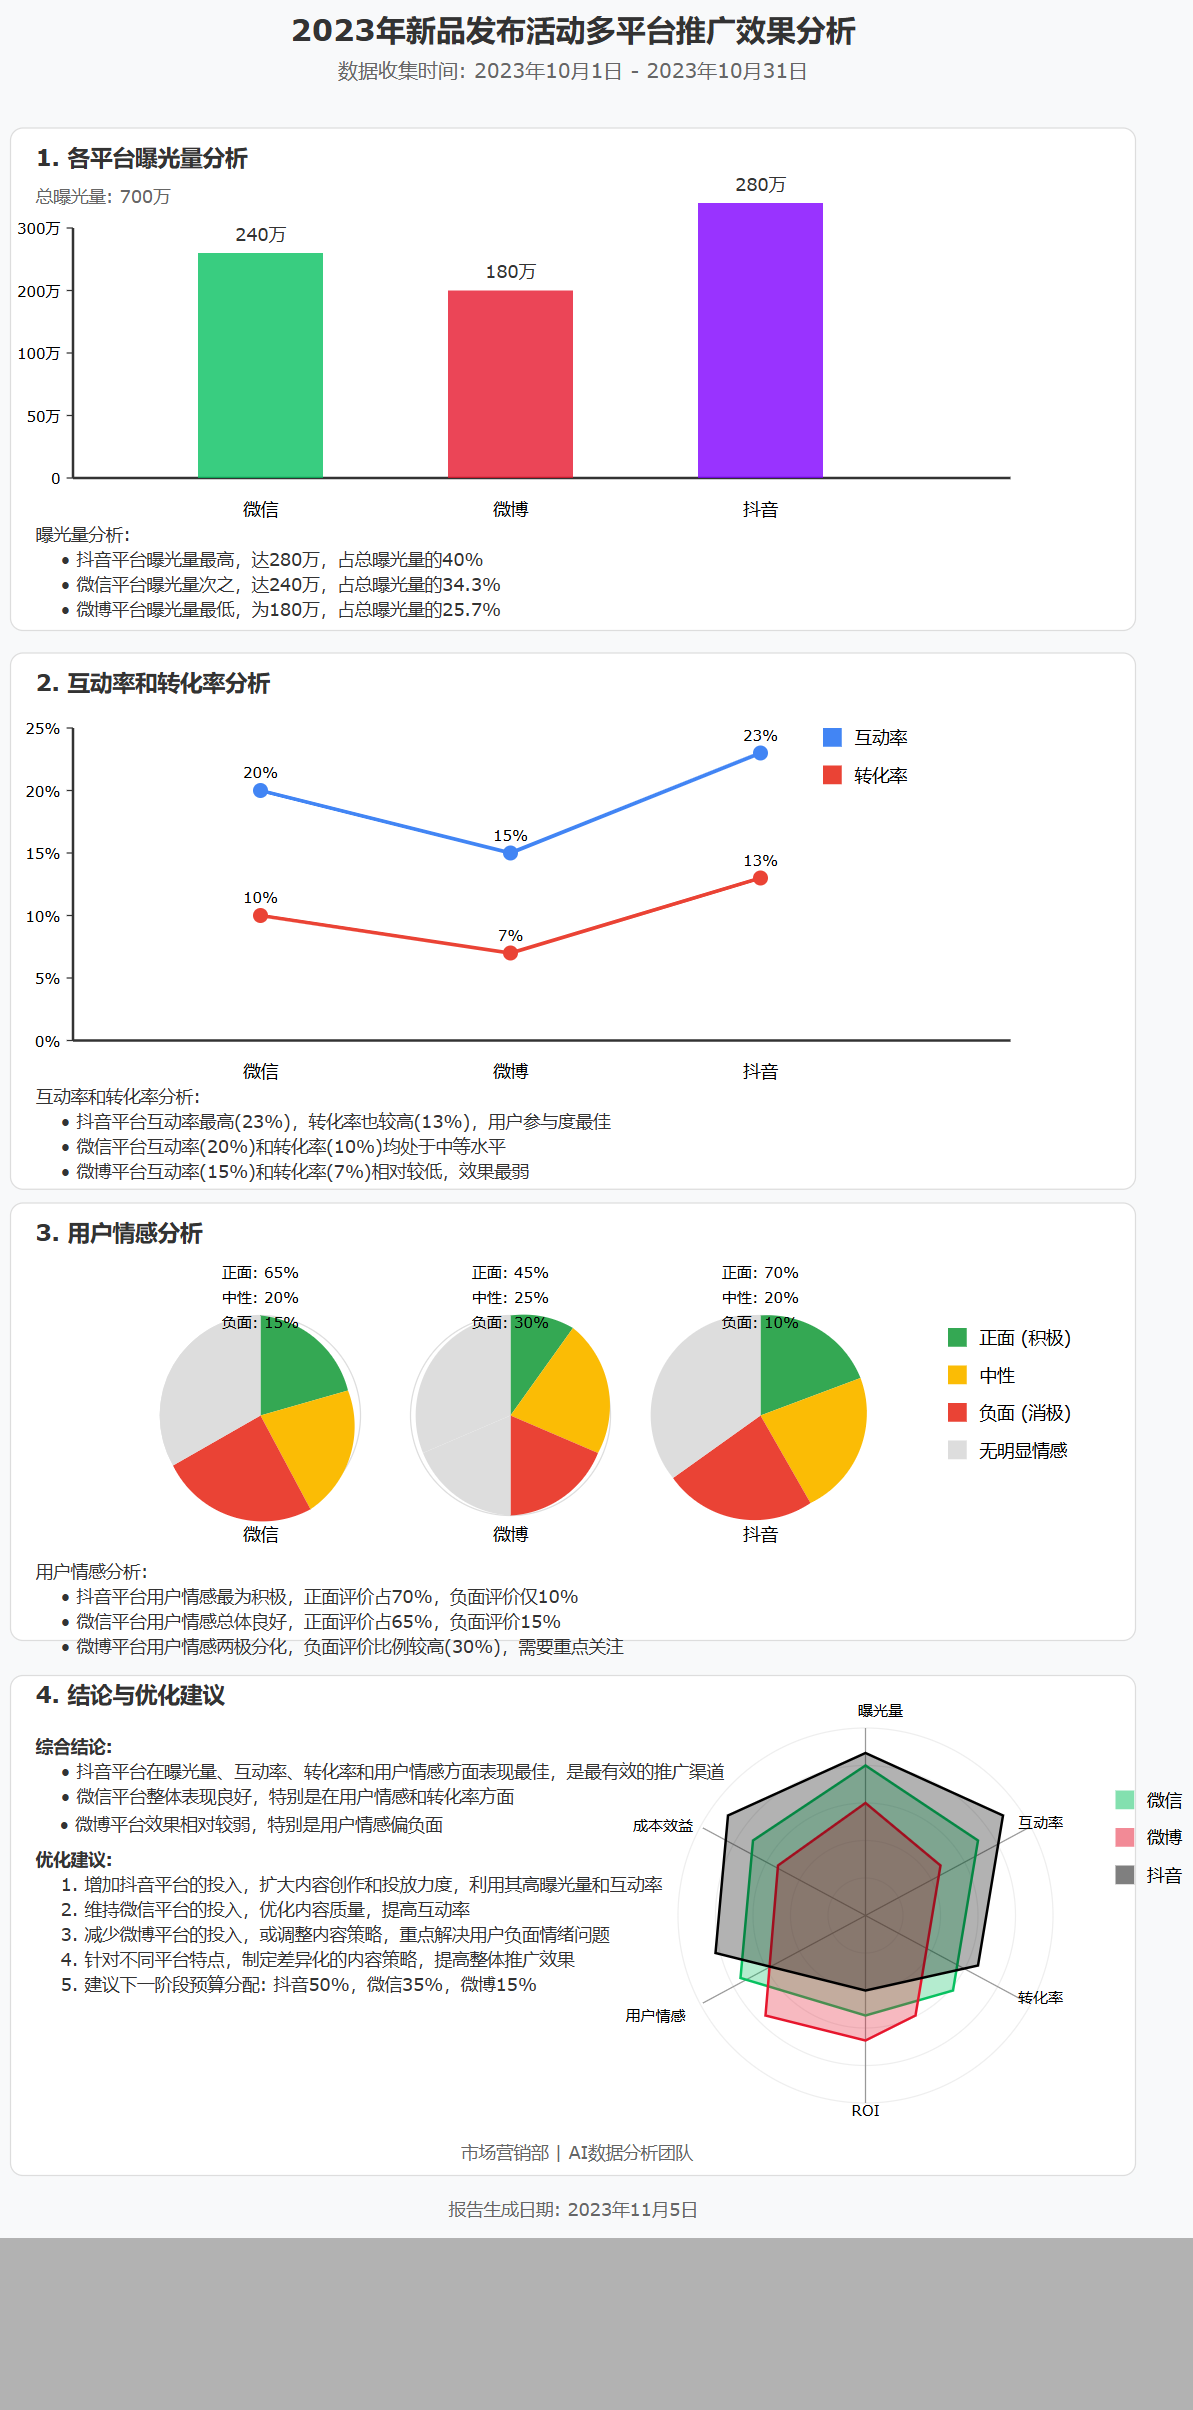 2023年新品发布活动多平台推广效果分析
数据收集时间: 2023年10月1日 - 2023年10月31日
1. 各平台曝光量分析
总曝光量: 700万
300万
200万
100万
50万
0
240万
180万
280万
微信
微博
抖音
曝光量分析:
• 抖音平台曝光量最高，达280万，占总曝光量的40%
• 微信平台曝光量次之，达240万，占总曝光量的34.3%
• 微博平台曝光量最低，为180万，占总曝光量的25.7%
2. 互动率和转化率分析
25%
20%
15%
10%
5%
0%
20%
15%
23%
10%
7%
13%
互动率
转化率
微信
微博
抖音
互动率和转化率分析:
• 抖音平台互动率最高(23%)，转化率也较高(13%)，用户参与度最佳
• 微信平台互动率(20%)和转化率(10%)均处于中等水平
• 微博平台互动率(15%)和转化率(7%)相对较低，效果最弱
3. 用户情感分析
正面: 65%
中性: 20%
负面: 15%
微信
正面: 45%
中性: 25%
负面: 30%
微博
正面: 70%
中性: 20%
负面: 10%
抖音
正面 (积极)
中性
负面 (消极)
无明显情感
用户情感分析:
• 抖音平台用户情感最为积极，正面评价占70%，负面评价仅10%
• 微信平台用户情感总体良好，正面评价占65%，负面评价15%
• 微博平台用户情感两极分化，负面评价比例较高(30%)，需要重点关注
4. 结论与优化建议
综合结论:
• 抖音平台在曝光量、互动率、转化率和用户情感方面表现最佳，是最有效的推广渠道
• 微信平台整体表现良好，特别是在用户情感和转化率方面
• 微博平台效果相对较弱，特别是用户情感偏负面
优化建议:
1. 增加抖音平台的投入，扩大内容创作和投放力度，利用其高曝光量和互动率
2. 维持微信平台的投入，优化内容质量，提高互动率
3. 减少微博平台的投入，或调整内容策略，重点解决用户负面情绪问题
4. 针对不同平台特点，制定差异化的内容策略，提高整体推广效果
5. 建议下一阶段预算分配: 抖音50%，微信35%，微博15%
曝光量
互动率
转化率
ROI
用户情感
成本效益
微信
微博
抖音
市场营销部 | AI数据分析团队
报告生成日期: 2023年11月5日